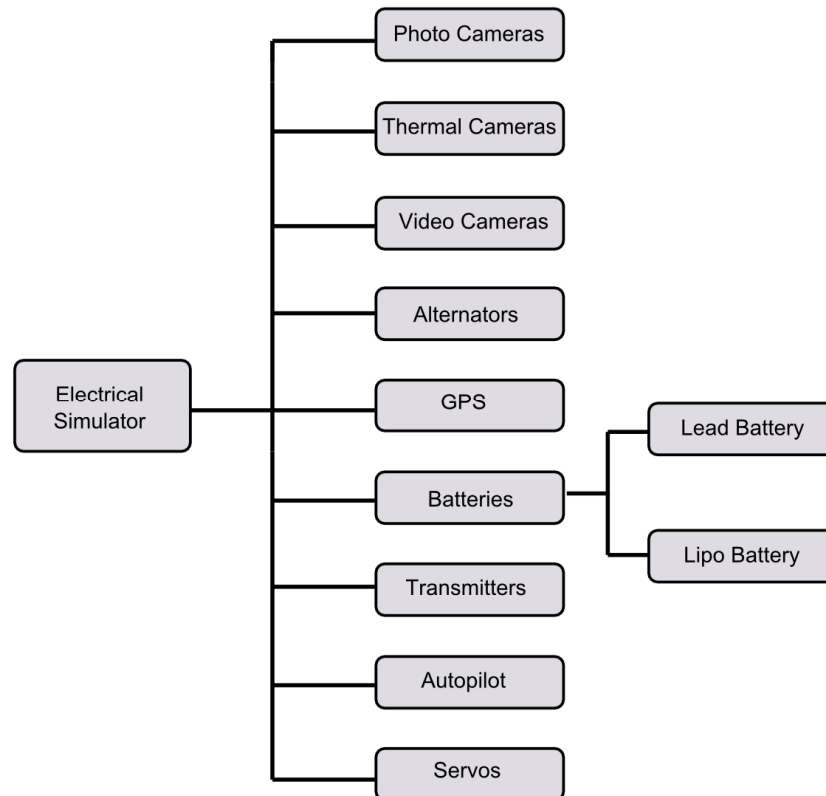 Photo Cameras
Thermal Cameras
Video Cameras
Alternators
Electrical
Simulator
GPS
Lead Battery
Batteries
Lipo Battery
Transmitters
Autopilot
Servos